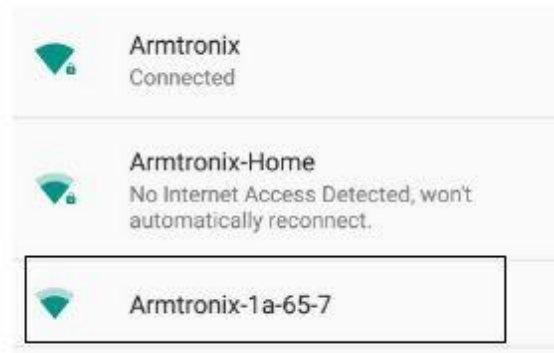 Armtronix
Connected
Armtronix-Home
No Internet Access Detected, won't
automatically reconnect.
Armtronix-1a-65-7